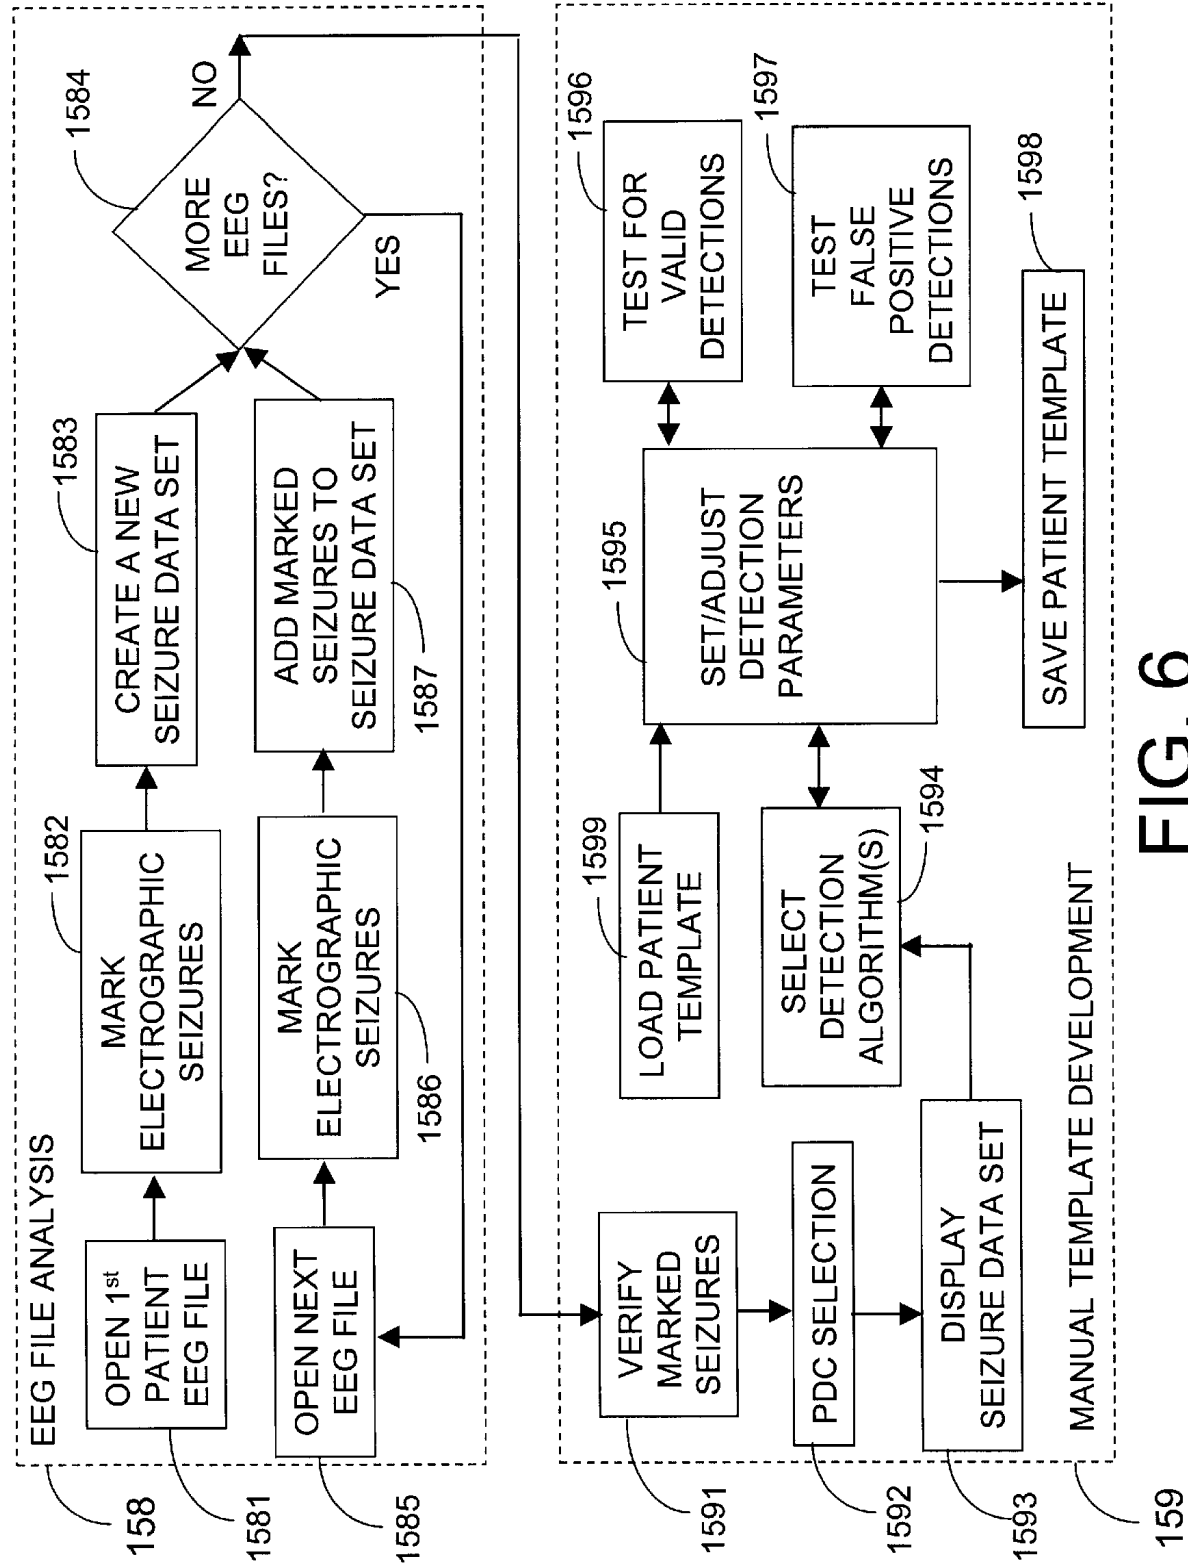 EEG FILE ANALYSIS
158
OPEN 1st
PATIENT
EEG FILE
1581
MARK
ELECTROGRAPHIC
SEIZURES
1582
CREATE A NEW
SEIZURE DATA SET
1583
MORE
EEG
FILES?
1584
NO
YES
OPEN NEXT
EEG FILE
1585
MARK
ELECTROGRAPHIC
SEIZURES
1586
ADD MARKED
SEIZURES TO
SEIZURE DATA SET
1587
VERIFY
MARKED
SEIZURES
1591
PDC SELECTION
1592
DISPLAY
SEIZURE DATA SET
1593
LOAD PATIENT
TEMPLATE
1599
SELECT
DETECTION
ALGORITHM(S)
1594
SET/ADJUST
DETECTION
PARAMETERS
1595
TEST FOR
VALID
DETECTIONS
1596
TEST
FALSE
POSITIVE
DETECTIONS
1597
SAVE PATIENT TEMPLATE
1598
MANUAL TEMPLATE DEVELOPMENT
159
FIG. 6